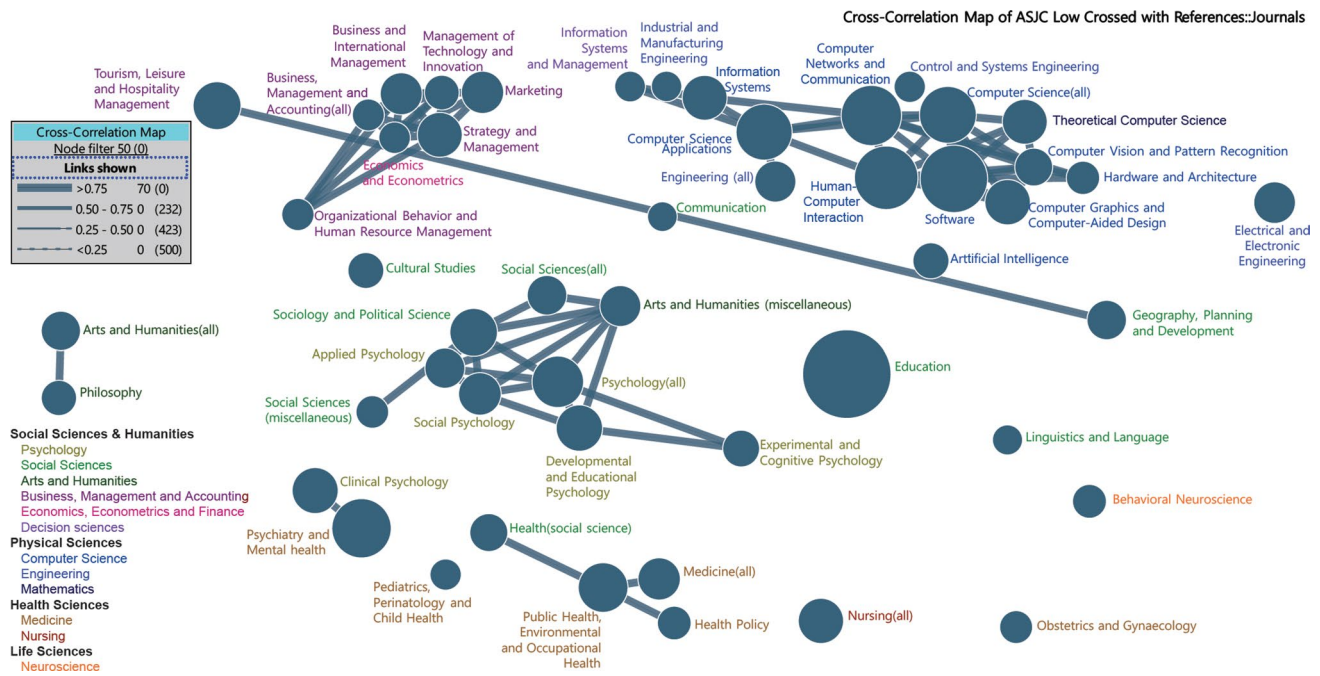 Cross-Correlation Map of ASJC Low Crossed with References::Journals
Tourism, Leisure
and Hospitality
Management
Business and
International
Management
Management of
Technology and
Innovation
Business,
Management and
Accounting(all)
Marketing
Strategy and
Management
Economics
and Econometrics
Organizational Behavior and
Human Resource Management
Information
Systems
and Management
Industrial and
Manufacturing
Engineering
Information
Systems
Computer
Networks and
Communication
Control and Systems Engineering
Computer Science(all)
Theoretical Computer Science
Computer Science
Applications
Computer Vision and Pattern Recognition
Engineering (all)
Hardware and Architecture
Human-
Computer
Interaction
Software
Computer Graphics and
Computer-Aided Design
Electrical and
Electronic
Engineering
Communication
Arttificial Intelligence
Geography, Planning
and Development
Cross-Correlation Map
Node filter 50 (0)
Links shown
>0.75 70 (0)
0.50 - 0.75 0 (232)
0.25 - 0.50 0 (423)
<0.25 0 (500)
Cultural Studies
Social Sciences(all)
Arts and Humanities (miscellaneous)
Sociology and Political Science
Applied Psychology
Psychology(all)
Social Sciences
(miscellaneous)
Social Psychology
Developmental
and Educational
Psychology
Experimental and
Cognitive Psychology
Education
Linguistics and Language
Behavioral Neuroscience
Arts and Humanities(all)
Philosophy
Clinical Psychology
Psychiatry and
Mental health
Health(social science)
Pediatrics,
Perinatology and
Child Health
Medicine(all)
Public Health,
Environmental
and Occupational
Health
Health Policy
Nursing(all)
Obstetrics and Gynaecology
Social Sciences & Humanities
Psychology
Social Sciences
Arts and Humanities
Business, Management and Accounting
Economics, Econometrics and Finance
Decision sciences
Physical Sciences
Computer Science
Engineering
Mathematics
Health Sciences
Medicine
Nursing
Life Sciences
Neuroscience